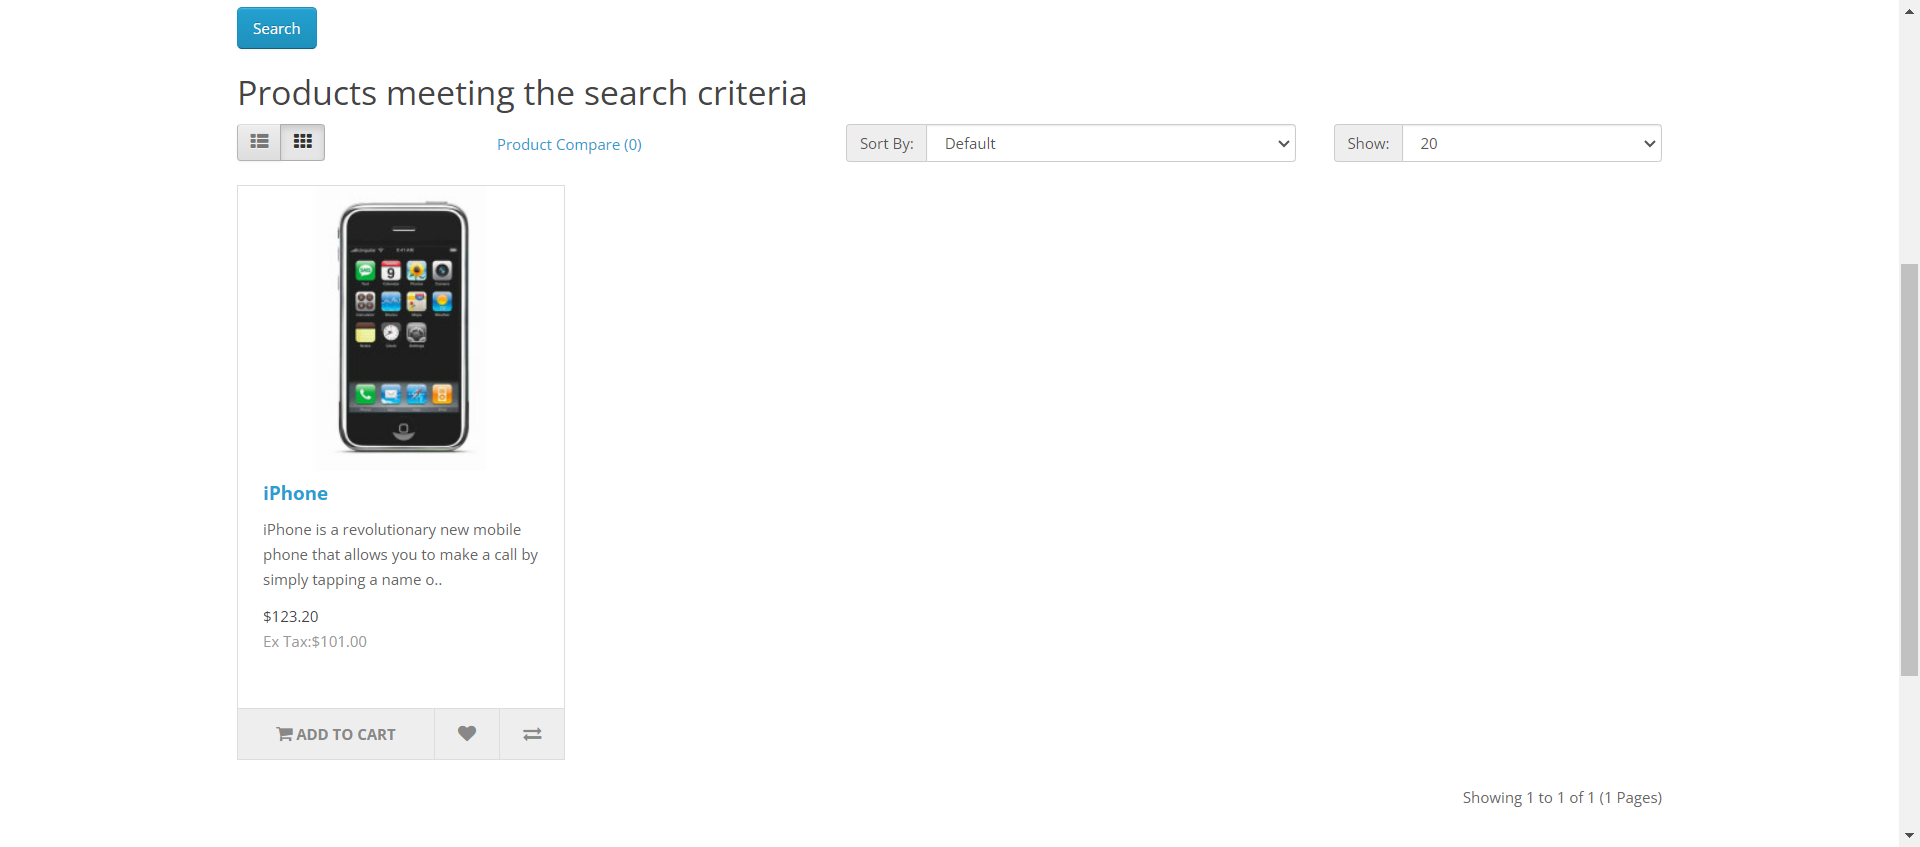 Search
Products meeting the search criteria
Product Compare (0)
Sort By:
Default
Show:
20
iPhone
iPhone is a revolutionary new mobile
phone that allows you to make a call by
simply tapping a name o..
$123.20
Ex Tax:$101.00
ADD TO CART
Showing 1 to 1 of 1 (1 Pages)